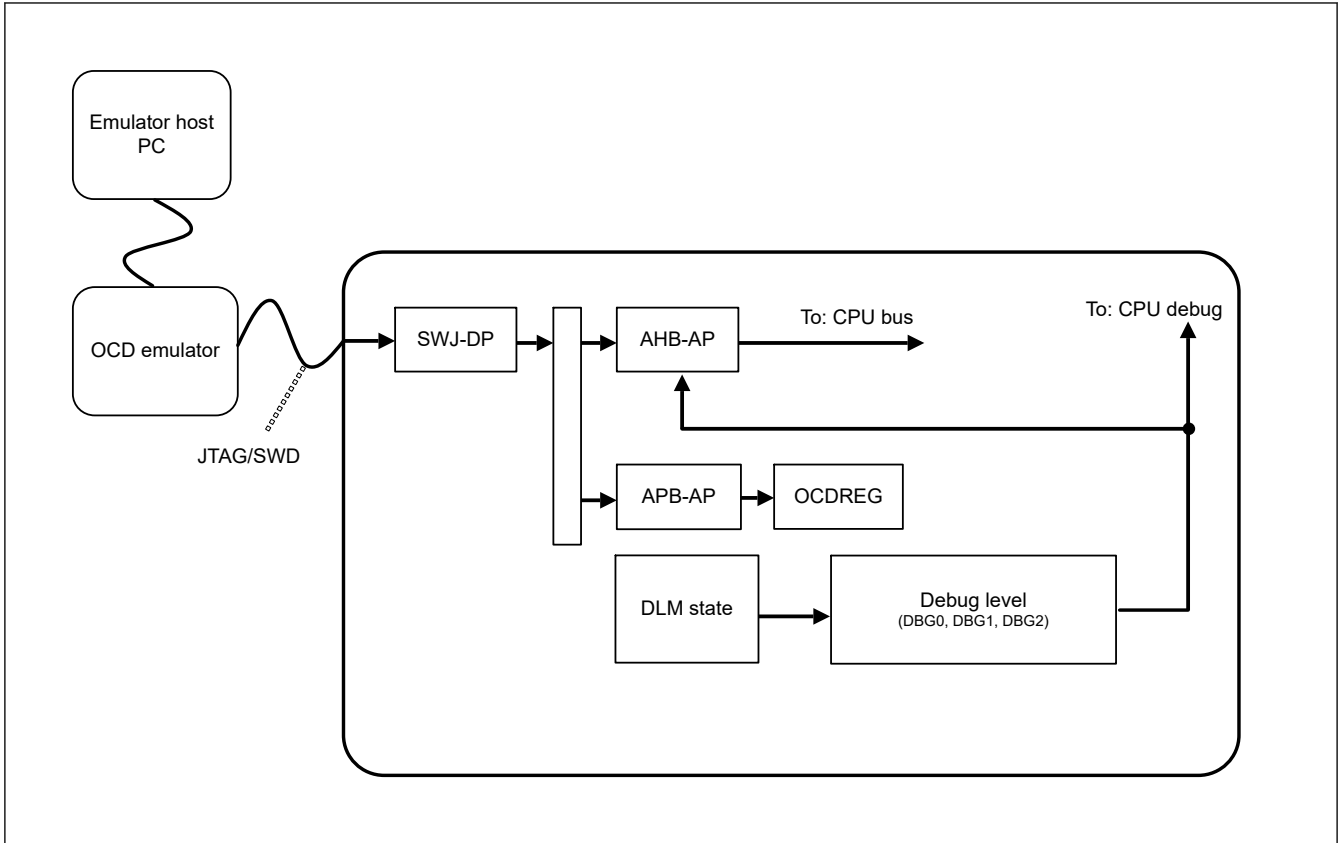 Emulator host
PC
OCD emulator
JTAG/SWD
SWJ-DP
AHB-AP
To: CPU bus
To: CPU debug
APB-AP
OCDREG
DLM state
Debug level
(DBG0, DBG1, DBG2)